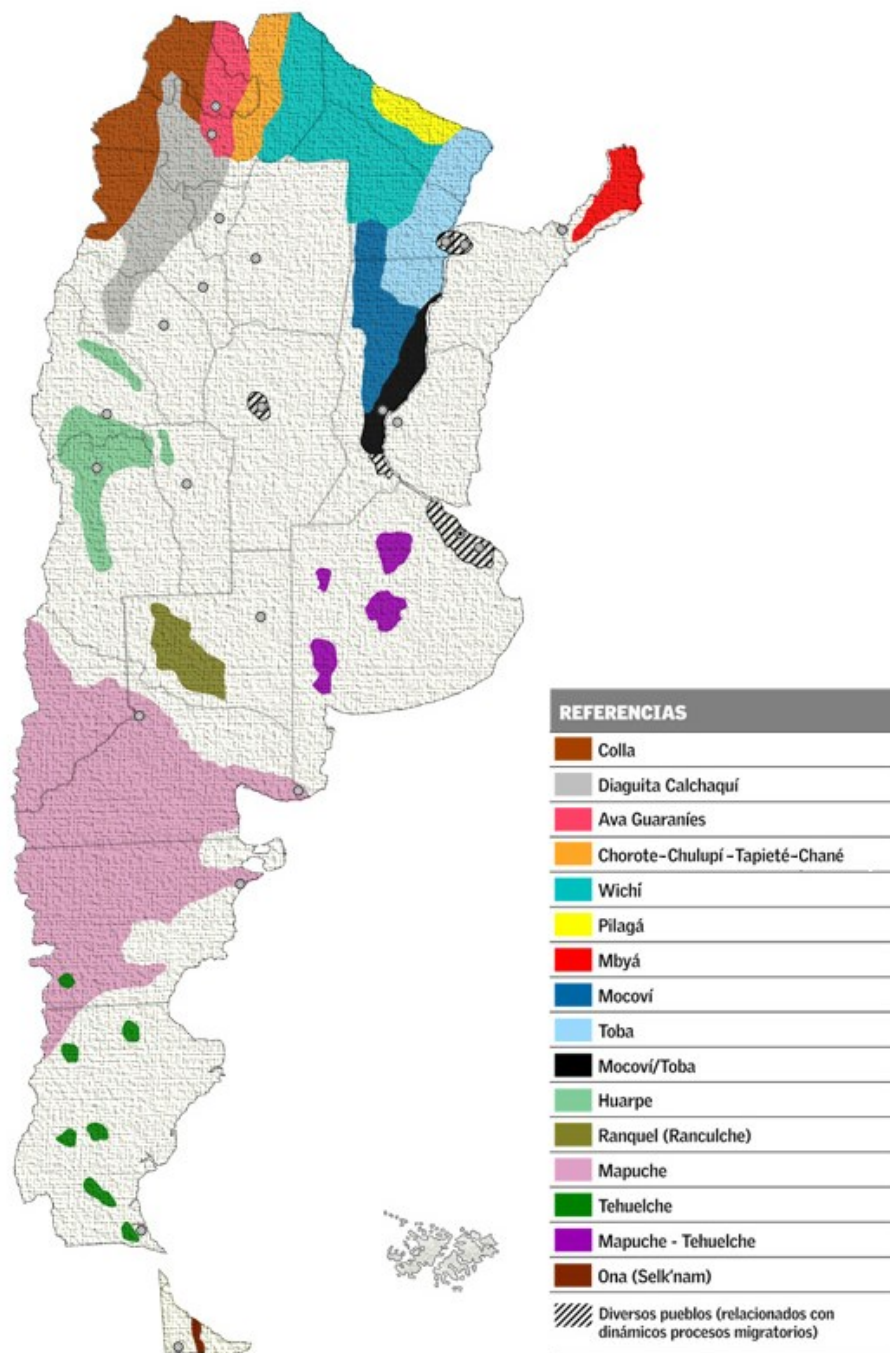 REFERENCIAS
Colla
Diaguita Calchaquí
Ava Guaraníes
Chorote-Chulupí-Tapieté-Chané
Wichí
Pilagá
Mbyá
Mocoví
Toba
Mocoví/Toba
Huarpe
Ranquel (Ranculche)
Mapuche
Tehuelche
Mapuche - Tehuelche
Ona (Selk'nam)
Diversos pueblos (relacionados con
dinámicos procesos migratorios)